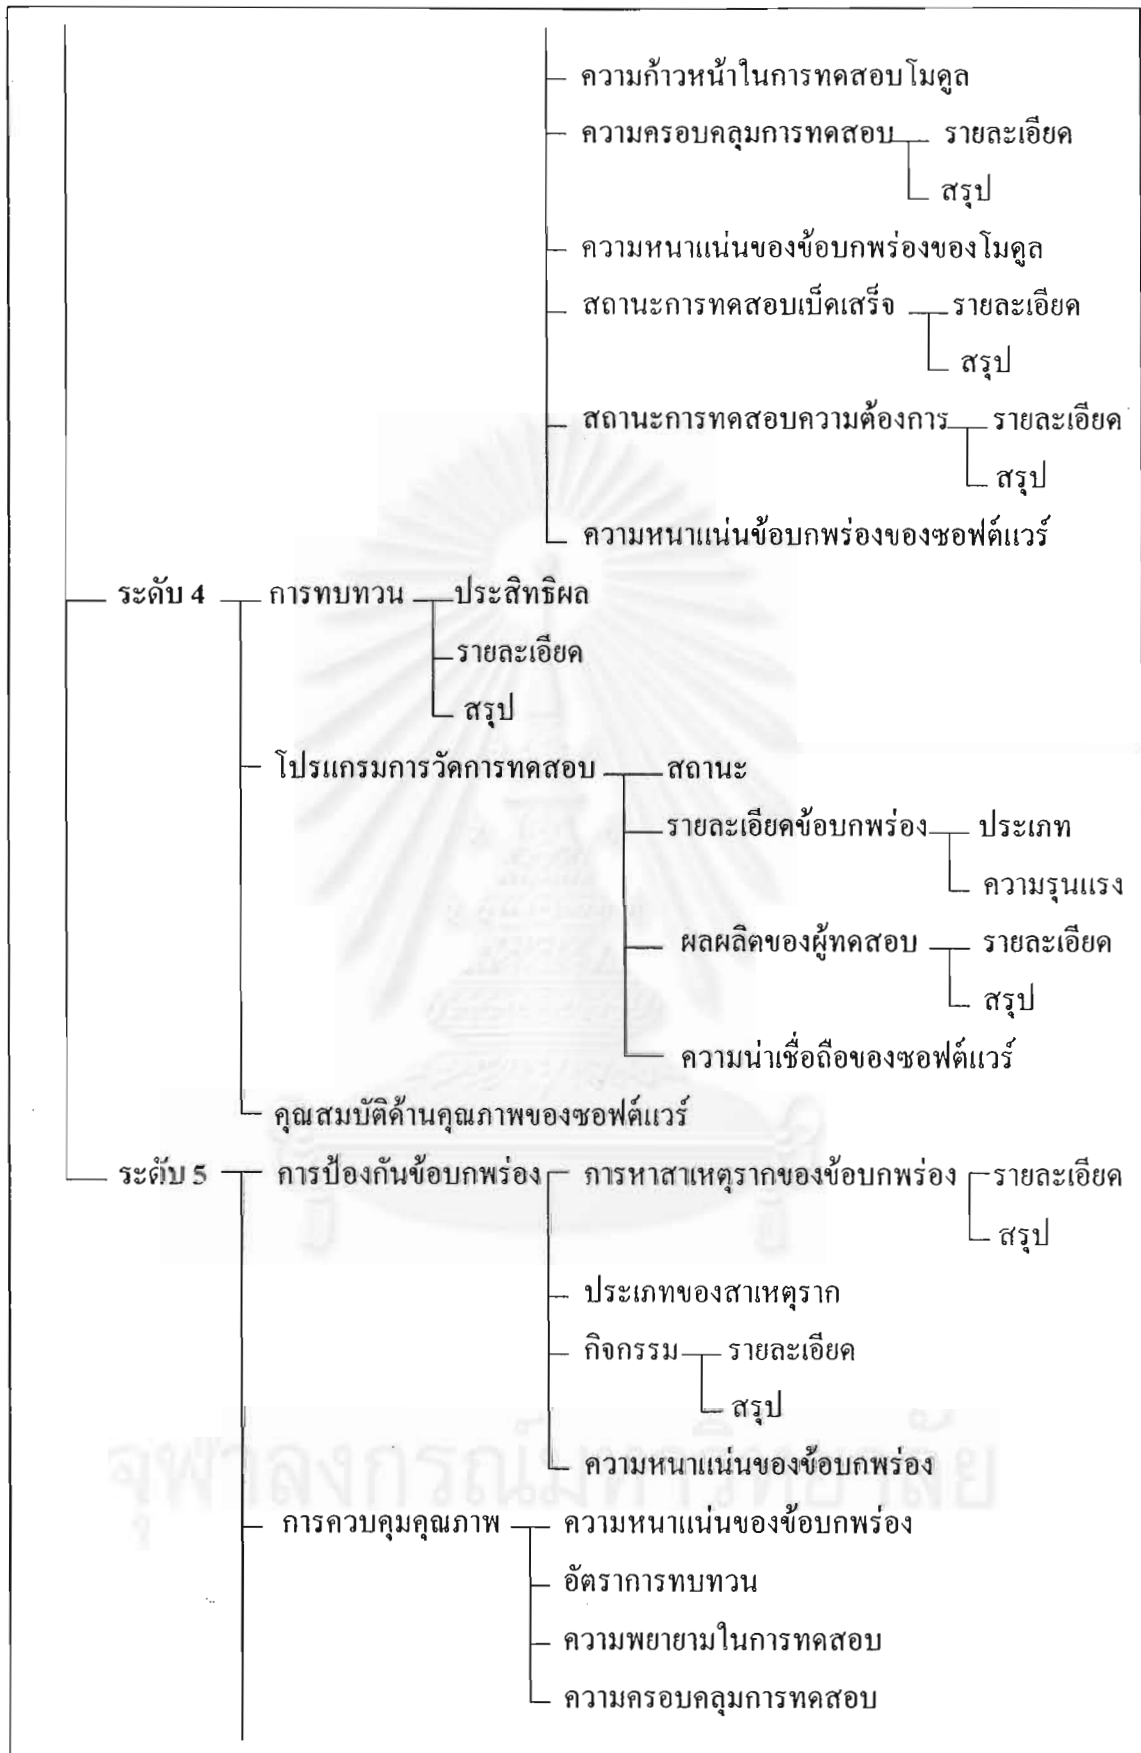 ความก้าวหน้าในการทดสอบโมดูล
ความครอบคลุมการทดสอบ รายละเอียด
สรุป
ความหนาแน่นของข้อบกพร่องของโมดูล
สถานะการทดสอบเบ็ดเสร็จ รายละเอียด
สรุป
สถานะการทดสอบความต้องการ รายละเอียด
สรุป
ความหนาแน่นข้อบกพร่องของซอฟต์แวร์
ระดับ 4 การทบทวน ประสิทธิผล
รายละเอียด
สรุป
โปรแกรมการวัดการทดสอบ สถานะ
รายละเอียดข้อบกพร่อง ประเภท
ความรุนแรง
ผลผลิตของผู้ทดสอบ รายละเอียด
สรุป
ความน่าเชื่อถือของซอฟต์แวร์
คุณสมบัติด้านคุณภาพของซอฟต์แวร์
ระดับ 5 การป้องกันข้อบกพร่อง การหาสาเหตุรากของข้อบกพร่อง รายละเอียด
สรุป
ประเภทของสาเหตุราก
กิจกรรม รายละเอียด
สรุป
ความหนาแน่นของข้อบกพร่อง
จุฬาลงกรณ์มหาวิทยาลัย
การควบคุมคุณภาพ ความหนาแน่นของข้อบกพร่อง
อัตราการทบทวน
ความพยายามในการทดสอบ
ความครอบคลุมการทดสอบ